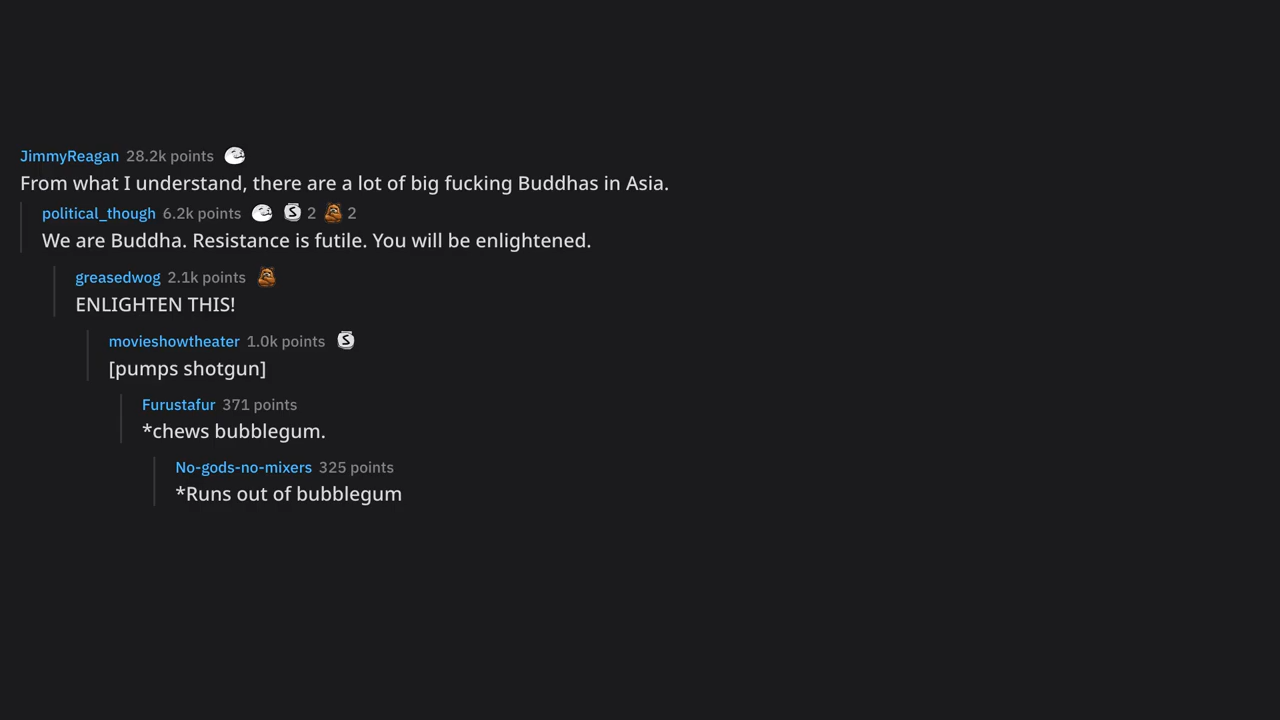 JimmyReagan 28.2k points
From what I understand, there are a lot of big fucking Buddhas in Asia.
political_though 6.2k points S 2 2
We are Buddha. Resistance is futile. You will be enlightened.
greasedwog 2.1k points
ENLIGHTEN THIS!
movieshowtheater 1.0k points S
[pumps shotgun]
Furustafur 371 points
*chews bubblegum.
No-gods-no-mixers 325 points
*Runs out of bubblegum